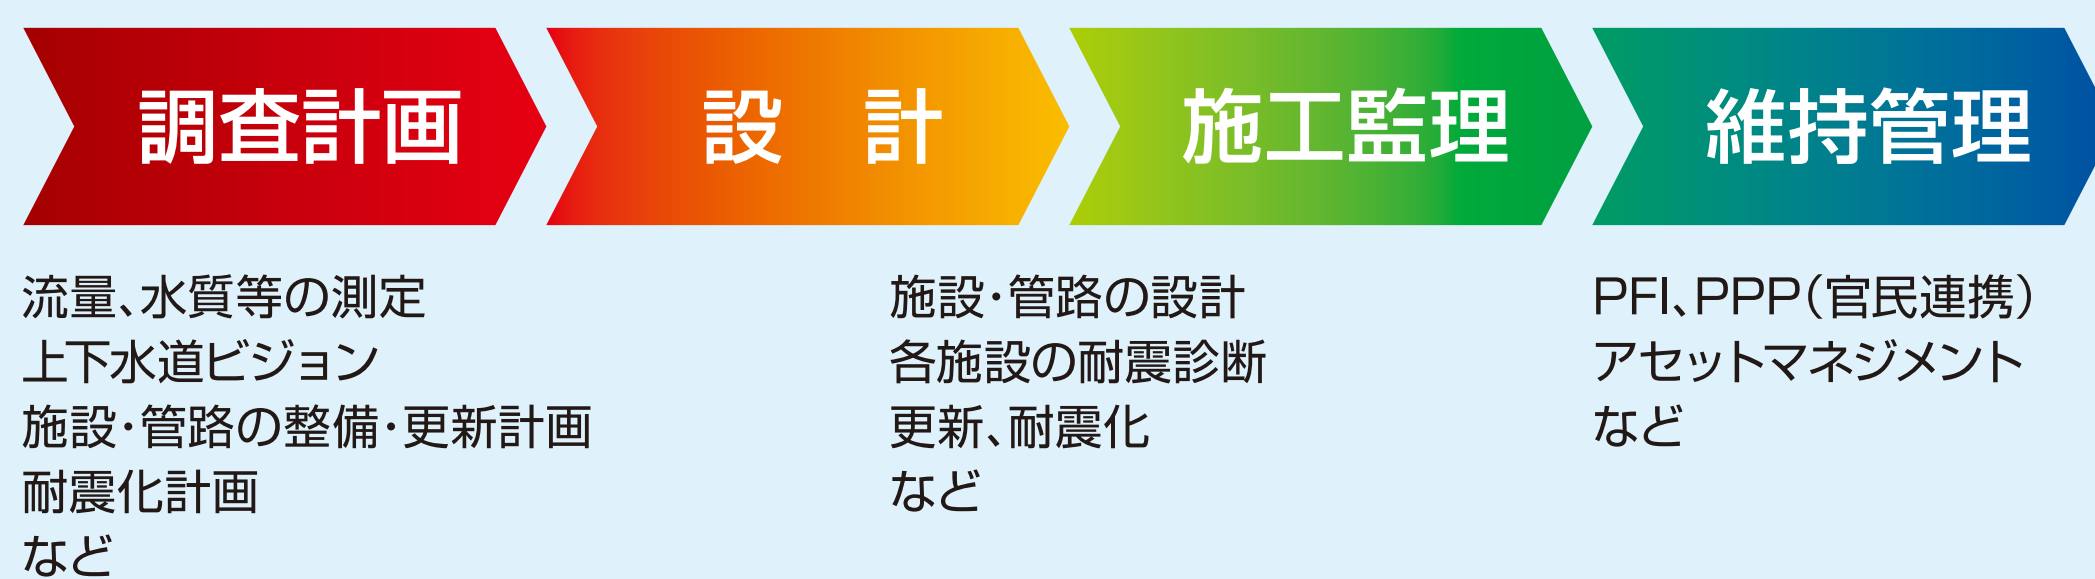 調査計画
設　計
施工監理
維持管理
流量、水質等の測定
上下水道ビジョン
施設・管路の整備・更新計画
耐震化計画
など
施設・管路の設計
各施設の耐震診断
更新、耐震化
など
PFI、PPP（官民連携）
アセットマネジメント
など